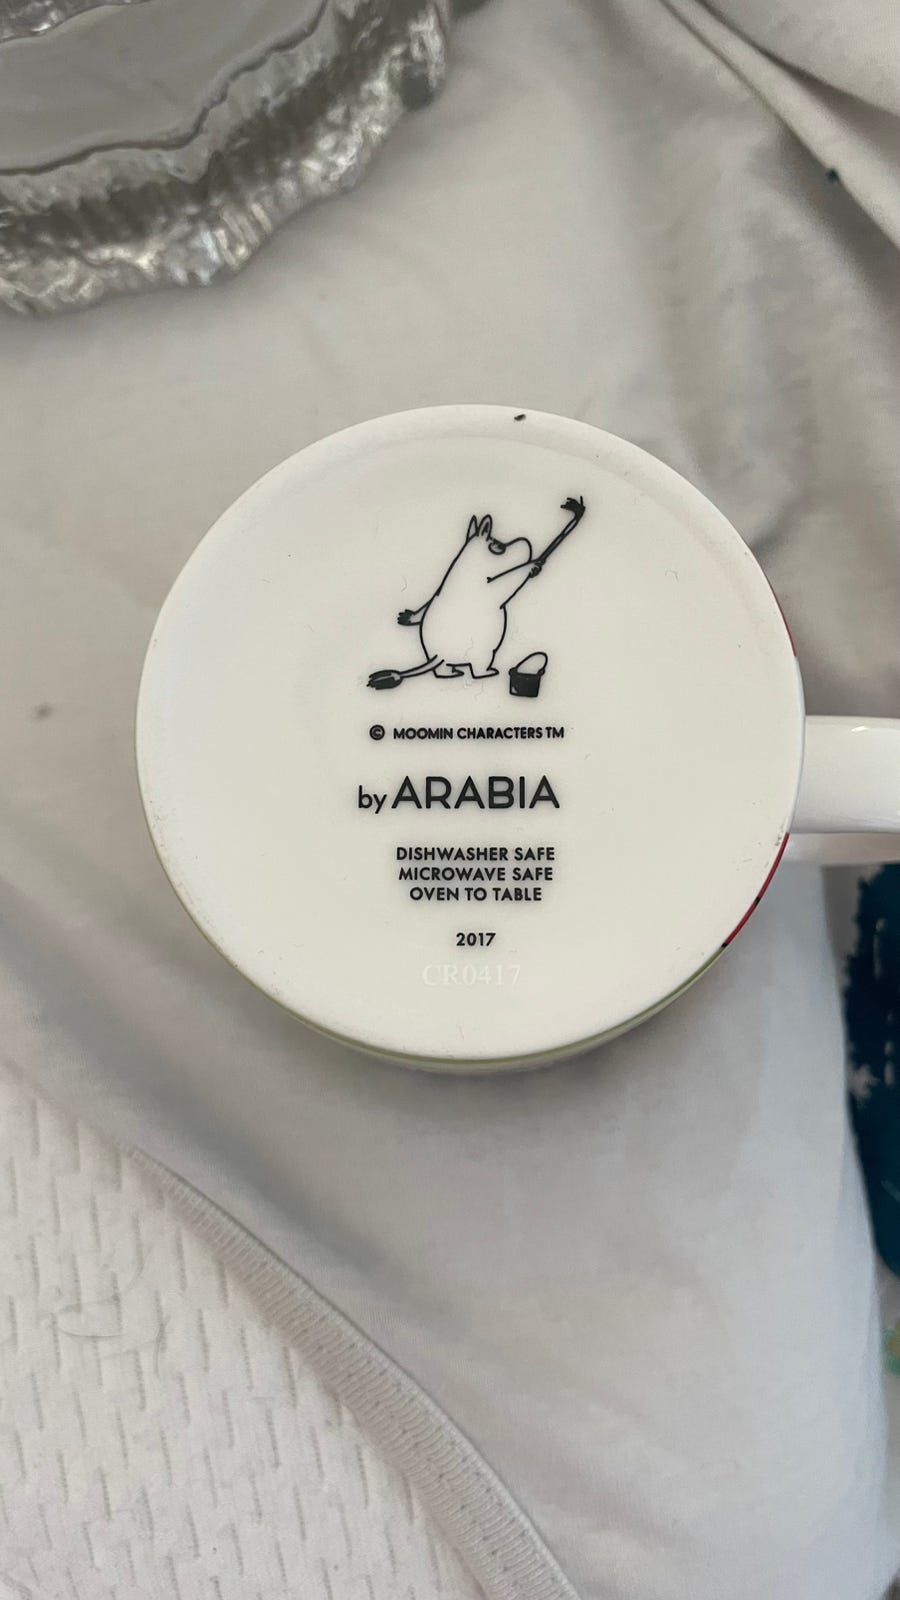 © MOOMIN CHARACTERS TM
by ARABIA
DISHWASHER SAFE
MICROWAVE SAFE
OVEN TO TABLE
2017
CR0417